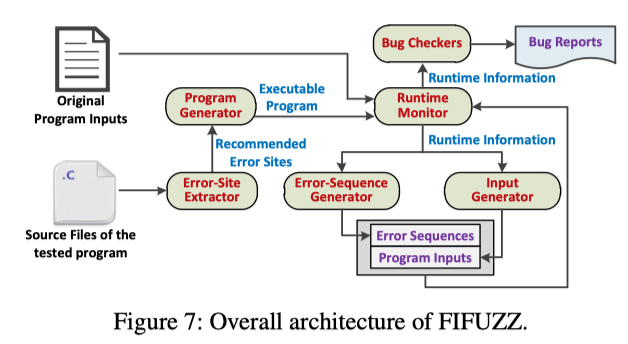 Bug Checkers
Bug Reports
Runtime Information
Original
Program Inputs
Program
Generator
Executable
Program
Runtime
Monitor
Recommended
Error Sites
Runtime Information
.C
Source Files of the
tested program
Error-Site
Extractor
Error-Sequence
Generator
Input
Generator
Error Sequences
Program Inputs
Figure 7: Overall architecture of FIFUZZ.